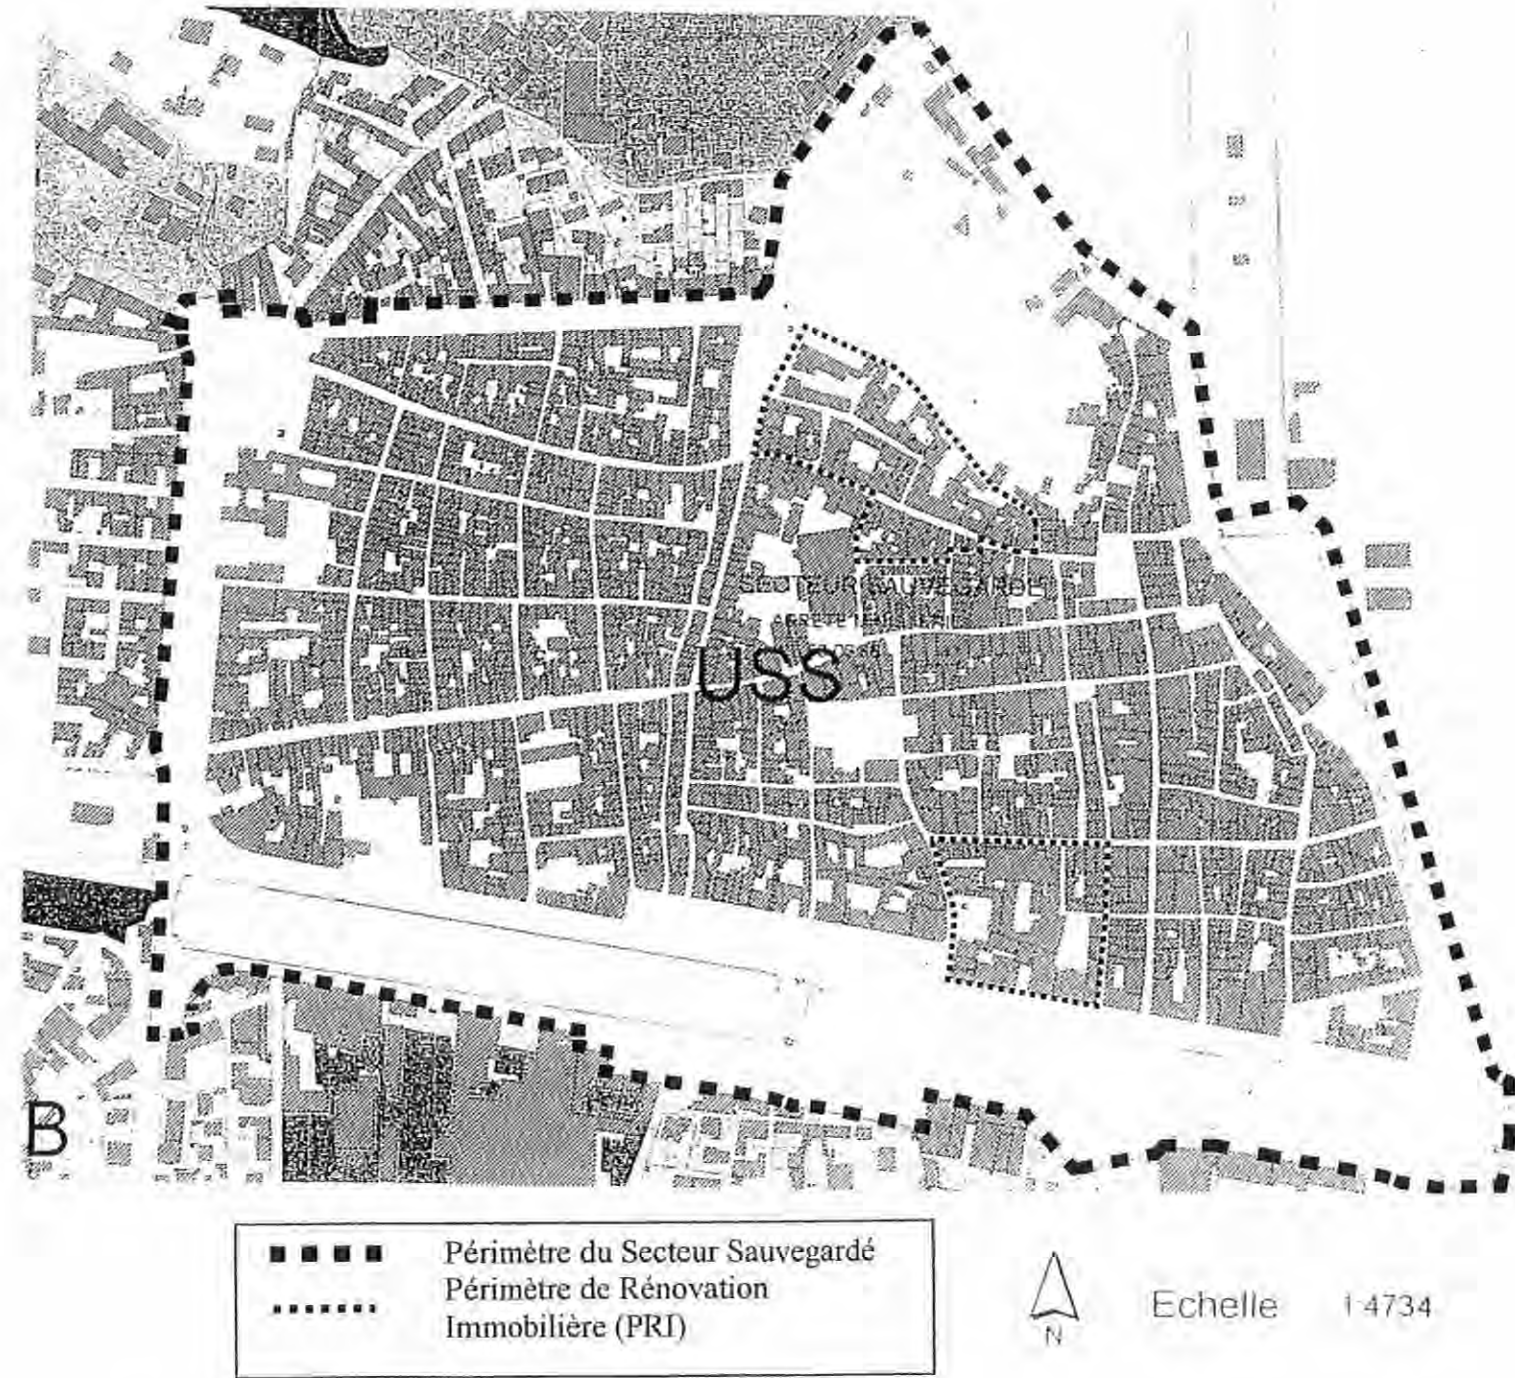 SECTEUR SAUVEGARDE
USS
B
Périmètre du Secteur Sauvegardé
Périmètre de Rénovation
Immobilière (PRI)
N
Echelle 1 4734